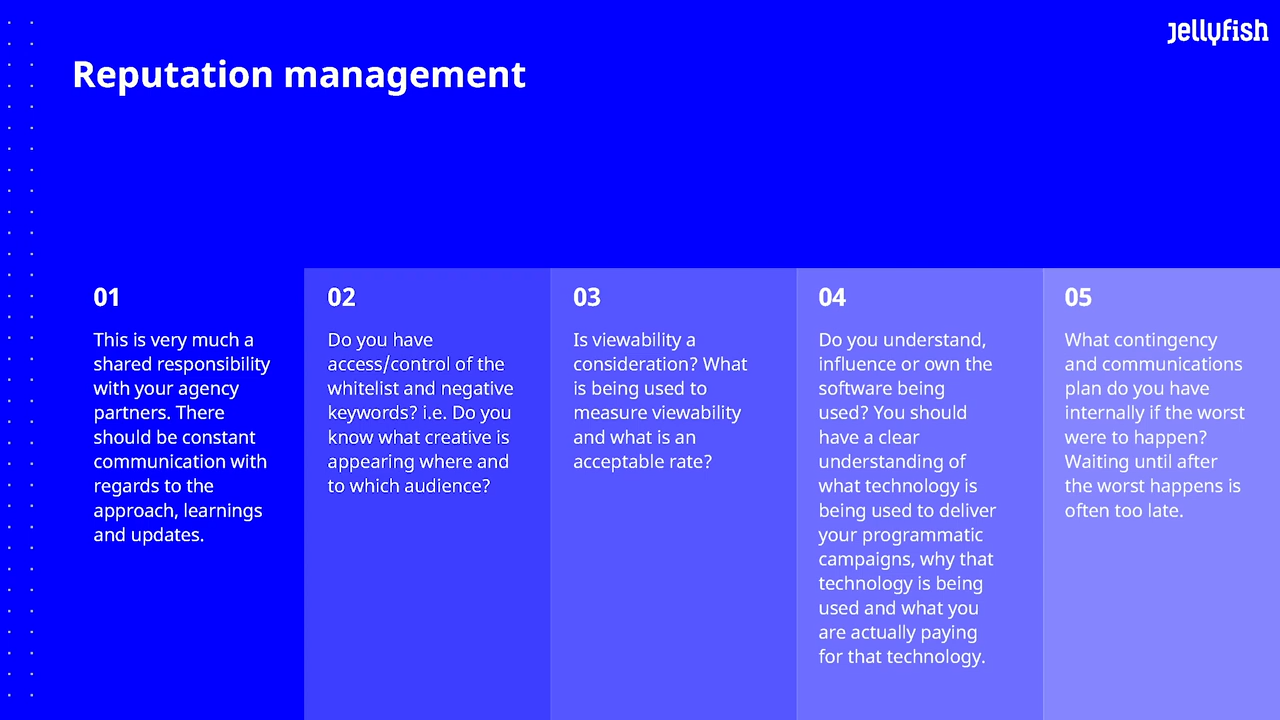 jellyfish
Reputation management
01
This is very much a
shared responsibility
with your agency
partners. There
should be constant
communication with
regards to the
approach, learnings
and updates.
02
Do you have
access/control of the
whitelist and negative
keywords? i.e. Do you
know what creative is
appearing where and
to which audience?
03
Is viewability a
consideration? What
is being used to
measure viewability
and what is an
acceptable rate?
04
Do you understand,
influence or own the
software being
used? You should
have a clear
understanding of
what technology is
being used to deliver
your programmatic
campaigns, why that
technology is being
used and what you
are actually paying
for that technology.
05
What contingency
and communications
plan do you have
internally if the worst
were to happen?
Waiting until after
the worst happens is
often too late.